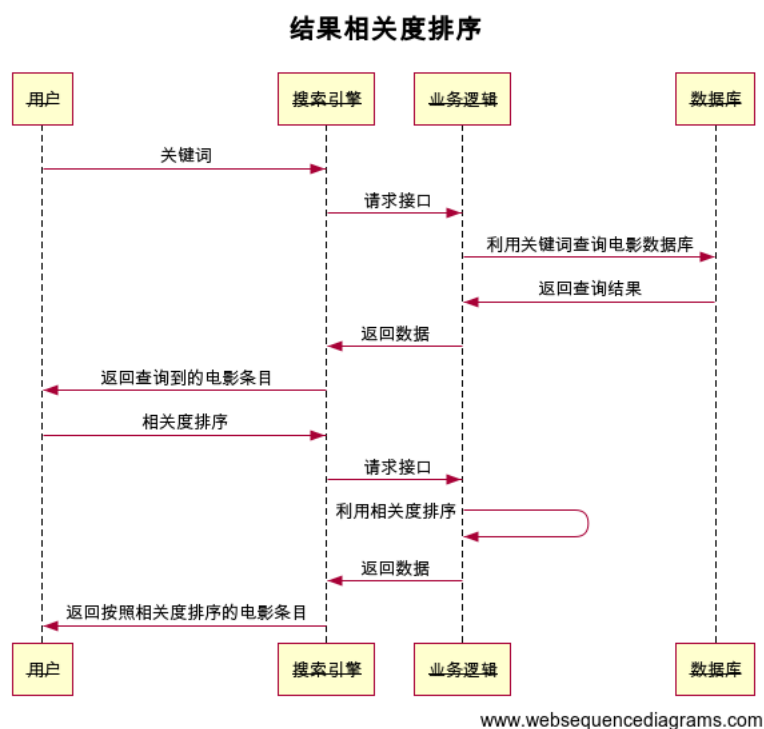 结果相关度排序
用户 搜索引擎 业务逻辑 数据库
关键词
请求接口
利用关键词查询电影数据库
返回查询结果
返回数据
返回查询到的电影条目
相关度排序
请求接口
利用相关度排序
返回数据
返回按照相关度排序的电影条目
用户 搜索引擎 业务逻辑 数据库
www.websequencediagrams.com